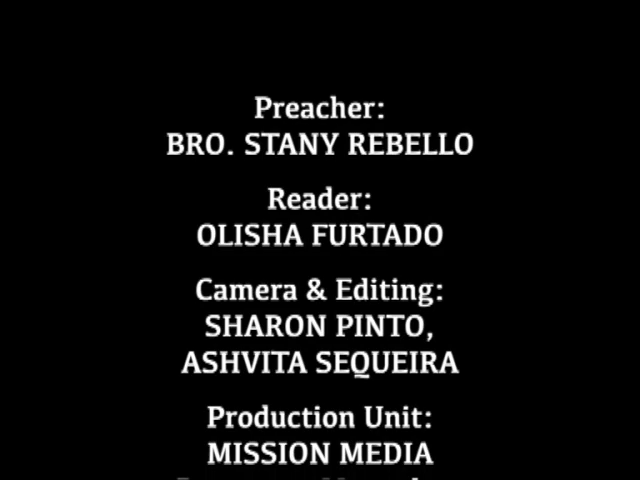 Preacher:
BRO. STANY REBELLO
Reader:
OLISHA FURTADO
Camera & Editing:
SHARON PINTO,
ASHVITA SEQUEIRA
Production Unit:
MISSION MEDIA